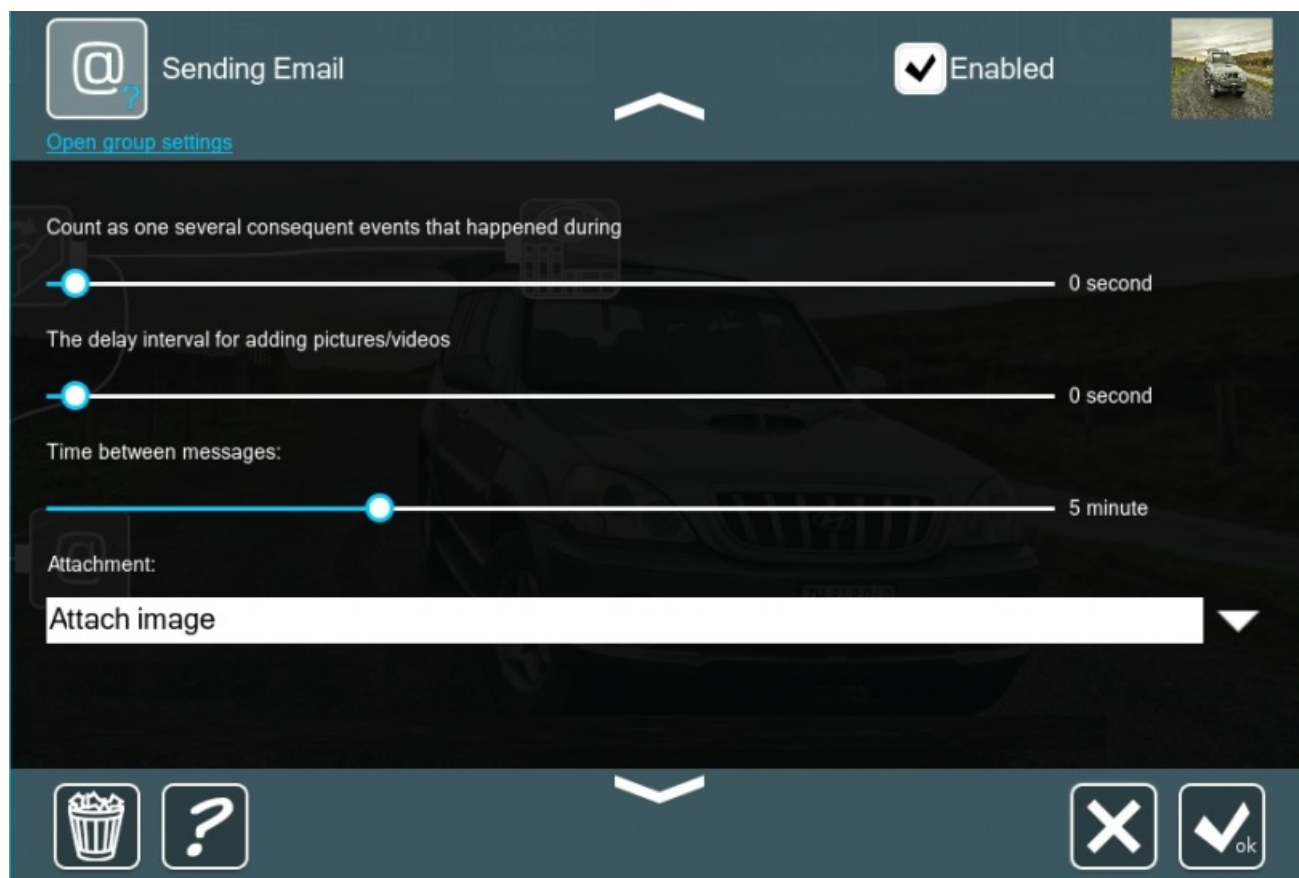 Sending Email
Enabled
Open group settings
Count as one several consequent events that happened during
0 second
The delay interval for adding pictures/videos
0 second
Time between messages:
5 minute
Attachment:
Attach image
ok